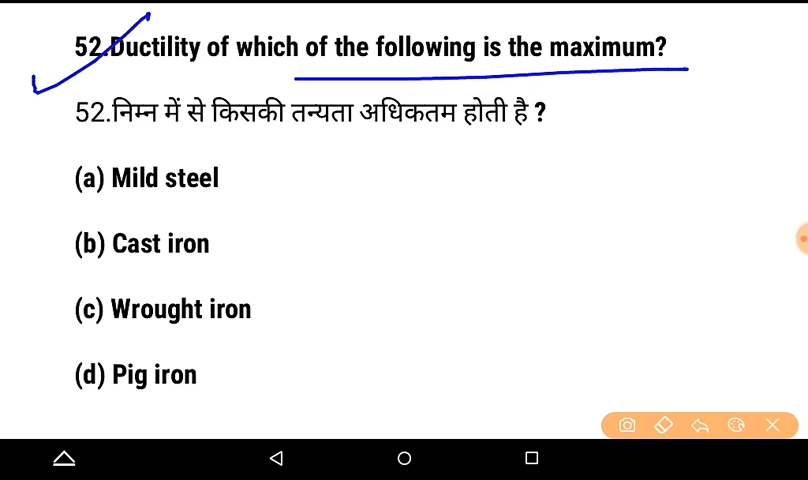 52.Ductility of which of the following is the maximum?
52.निम्न में से किसकी तन्यता अधिकतम होती है ?
(a) Mild steel
(b) Cast iron
(c) Wrought iron
(d) Pig iron